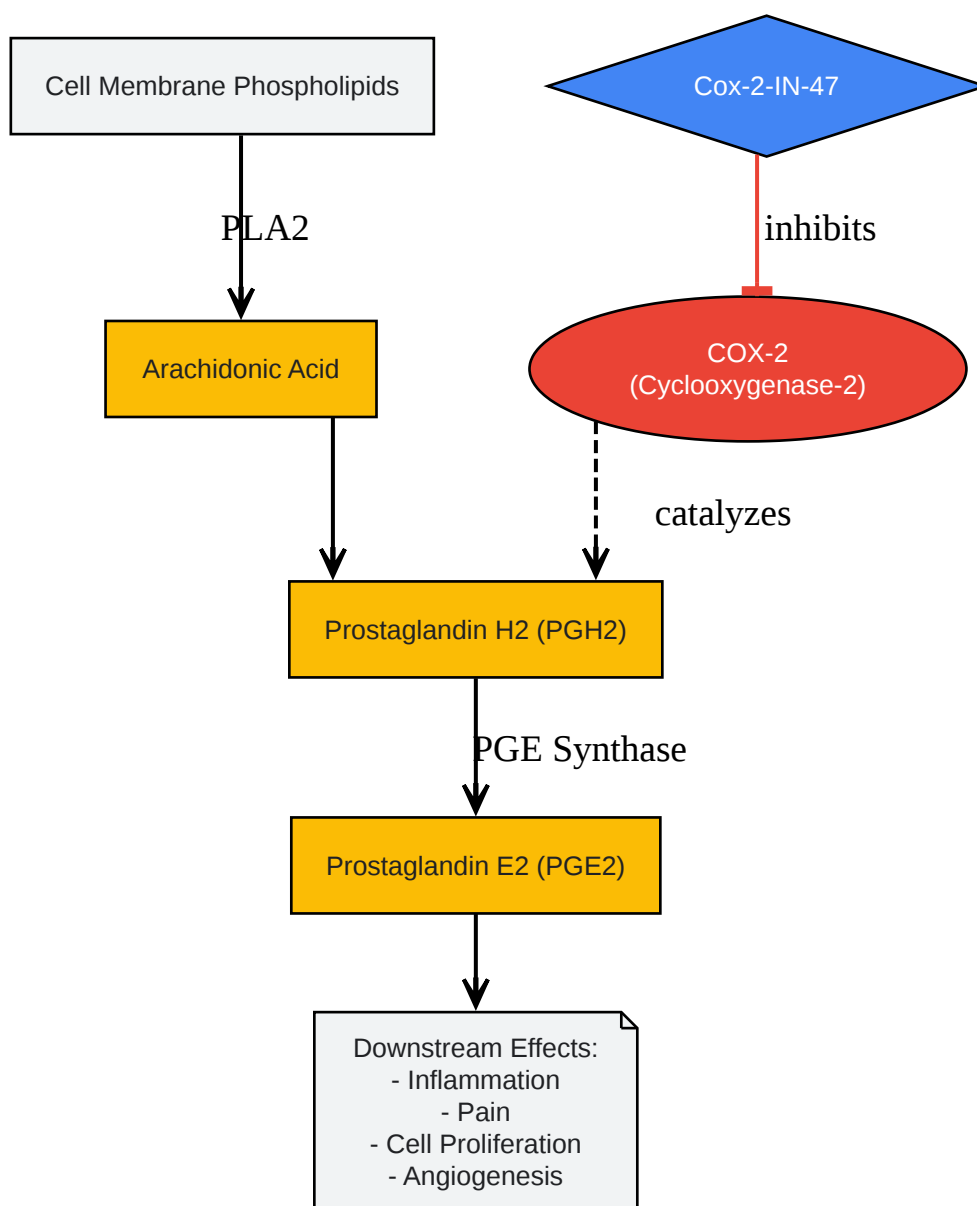 Cell Membrane Phospholipids
Cox-2-IN-47
PLA2
inhibits
Arachidonic Acid
COX-2
(Cyclooxygenase-2)
catalyzes
Prostaglandin H2 (PGH2)
PGE Synthase
Prostaglandin E2 (PGE2)
Downstream Effects:
- Inflammation
- Pain
- Cell Proliferation
- Angiogenesis